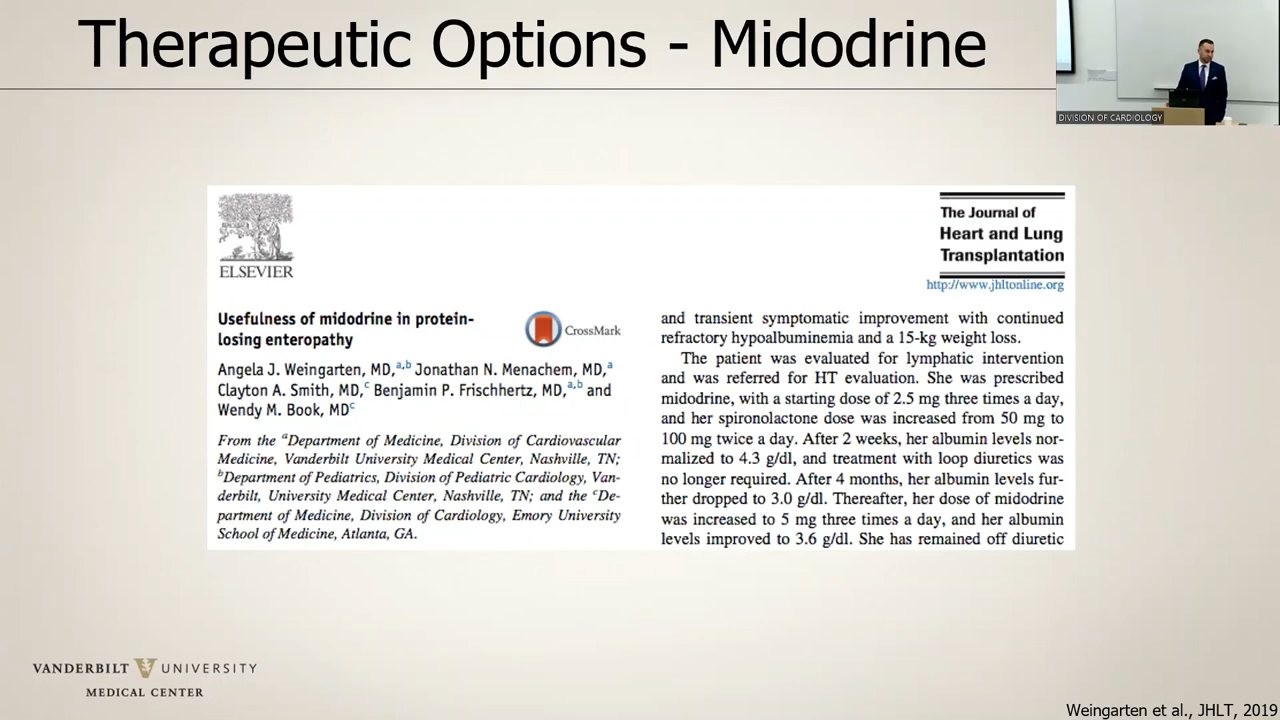 Therapeutic Options - Midodrine
DIVISION OF CARDIOLOGY
ELSEVIER
The Journal of
Heart and Lung
Transplantation
http://www.jhltonline.org
Usefulness of midodrine in protein-
losing enteropathy
CrossMark
Angela J. Weingarten, MD,a,b Jonathan N. Menachem, MD,a
Clayton A. Smith, MD,c Benjamin P. Frischhertz, MD,a,b and
Wendy M. Book, MDc
From the aDepartment of Medicine, Division of Cardiovascular
Medicine, Vanderbilt University Medical Center, Nashville, TN;
bDepartment of Pediatrics, Division of Pediatric Cardiology, Van-
derbilt, University Medical Center, Nashville, TN; and the cDe-
partment of Medicine, Division of Cardiology, Emory University
School of Medicine, Atlanta, GA.
and transient symptomatic improvement with continued
refractory hypoalbuminemia and a 15-kg weight loss.
The patient was evaluated for lymphatic intervention
and was referred for HT evaluation. She was prescribed
midodrine, with a starting dose of 2.5 mg three times a day,
and her spironolactone dose was increased from 50 mg to
100 mg twice a day. After 2 weeks, her albumin levels nor-
malized to 4.3 g/dl, and treatment with loop diuretics was
no longer required. After 4 months, her albumin levels fur-
ther dropped to 3.0 g/dl. Thereafter, her dose of midodrine
was increased to 5 mg three times a day, and her albumin
levels improved to 3.6 g/dl. She has remained off diuretic
VANDERBILT V UNIVERSITY
MEDICAL CENTER
Weingarten et al., JHLT, 2019